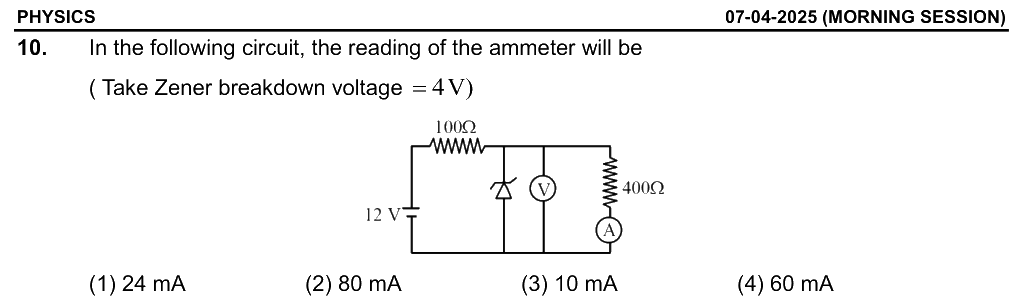 PHYSICS 07-04-2025 (MORNING SESSION)
10. In the following circuit, the reading of the ammeter will be
( Take Zener breakdown voltage = 4 V)
100Ω
V 400Ω
12 V
A
(1) 24 mA (2) 80 mA (3) 10 mA (4) 60 mA